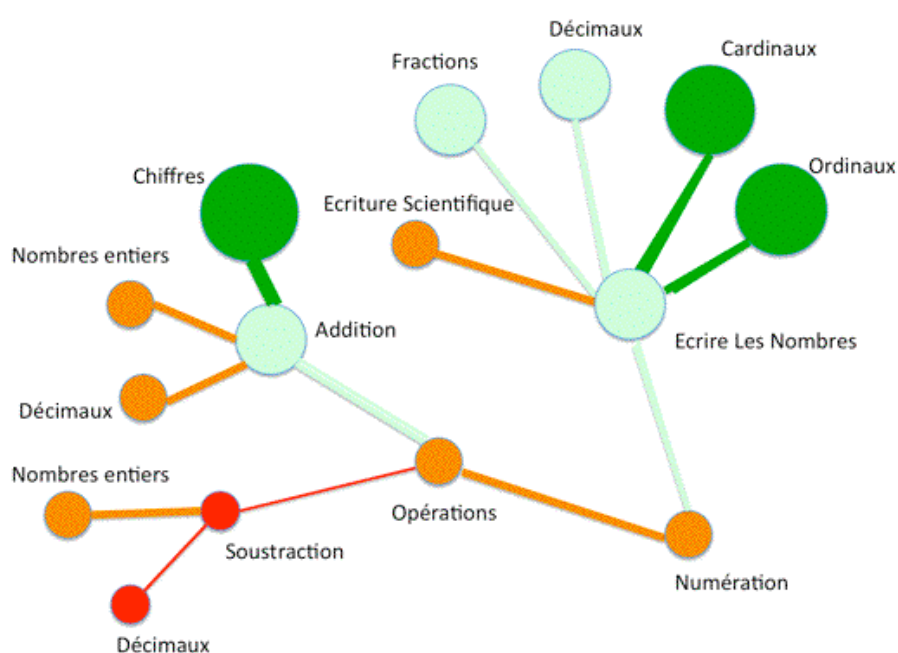 Décimaux
Cardinaux
Fractions
Ordinaux
Chiffres
Ecriture Scientifique
Nombres entiers
Addition
Ecrire Les Nombres
Décimaux
Nombres entiers
Opérations
Soustraction
Numération
Décimaux